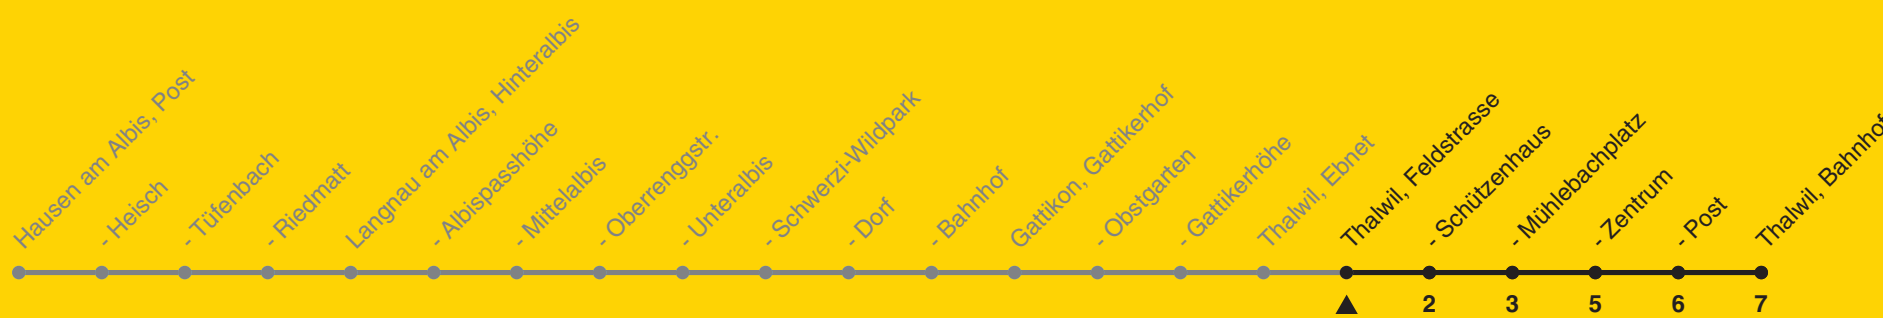 Hausen am Albis, Post
- Heisch
- Tüfenbach
- Riedmatt
Langnau am Albis, Hinteralbis
- Albispasshöhe
- Mittelalbis
- Oberrenggstr.
- Unteralbis
- Schwerzi-Wildpark
- Dorf
- Bahnhof
Gattikon, Gattikerhof
- Obstgarten
- Gattikerhöhe
Thalwil, Ebnet
Thalwil, Feldstrasse
- Schützenhaus
- Mühlebachplatz
- Zentrum
- Post
Thalwil, Bahnhof
2 3 5 6 7